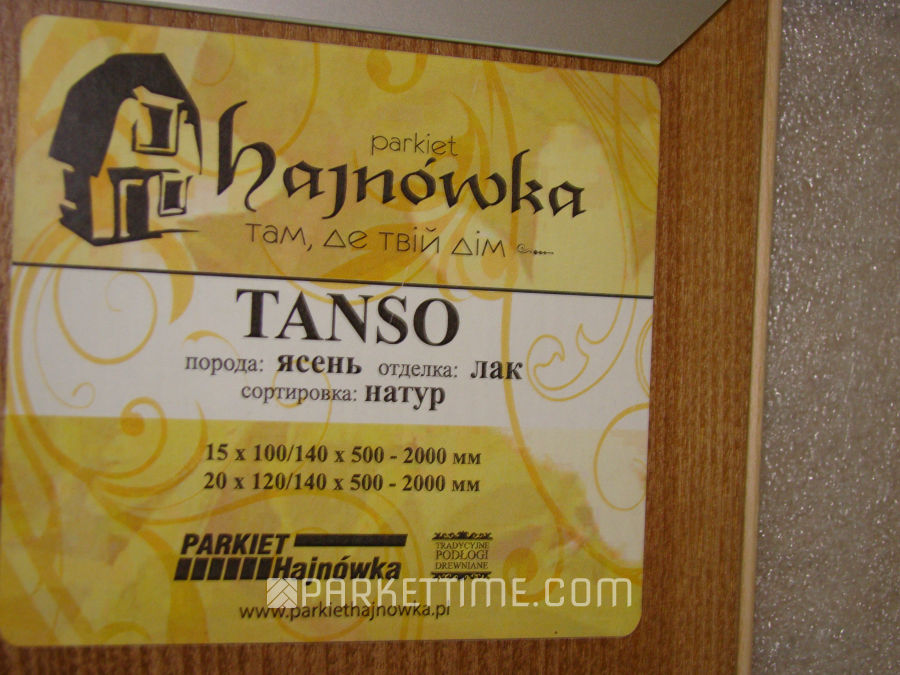 parkiet
hajnówka
там, де твій дім
TANSO
порода: ясень отделка: лак
сортировка: натур
15 x 100/140 x 500 - 2000 мм
20 x 120/140 x 500 - 2000 мм
PARKIET
Hajnówka
TRADYCYJNE
PODŁOGI
DREWNIANE
PARKETTIME.COM
www.parkiethajnowka.pl